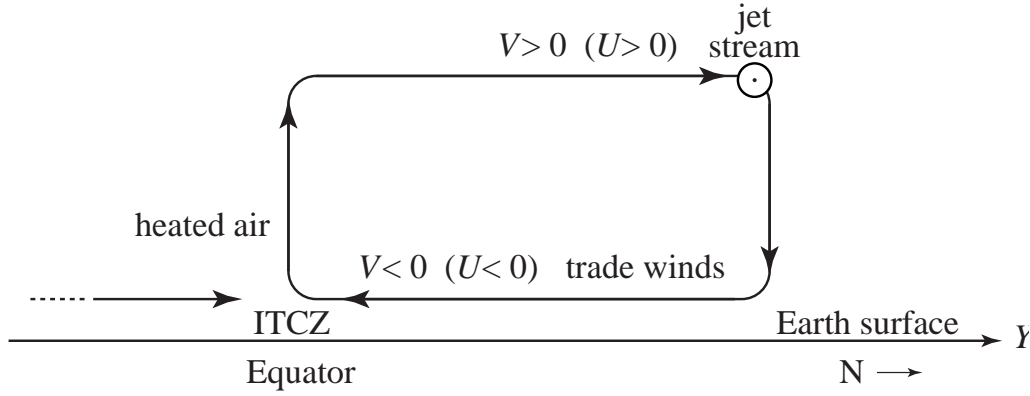 jet
stream
V > 0 (U > 0)
heated air
V < 0 (U < 0) trade winds
ITCZ
Earth surface
Y
Equator
N